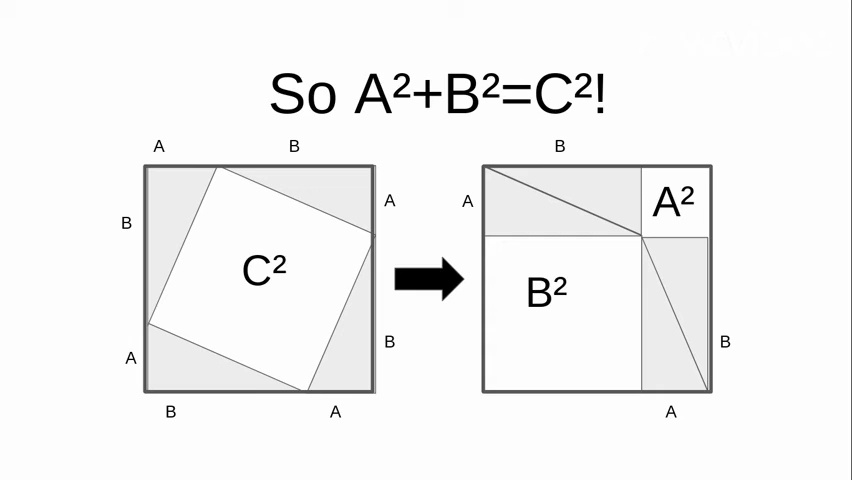 So A²+B²=C²!
A B B
B A A
C² A²
B²
A B B
B A A